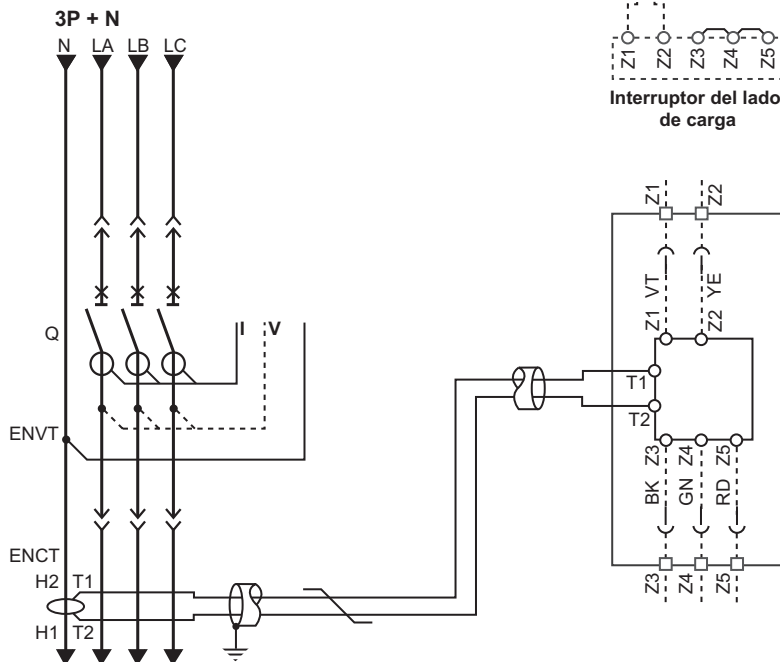 3P + N
N LA LB LC
Z1 Z2 Z3 Z4 Z5
Interruptor del lado
de carga
Z1 Z2
VT YE
Q
I V
Z1 Z2
T1
T2
ENVT
Z3 Z4 Z5
BK GN RD
ENCT
H2 T1
H1 T2
Z3 Z4 Z5